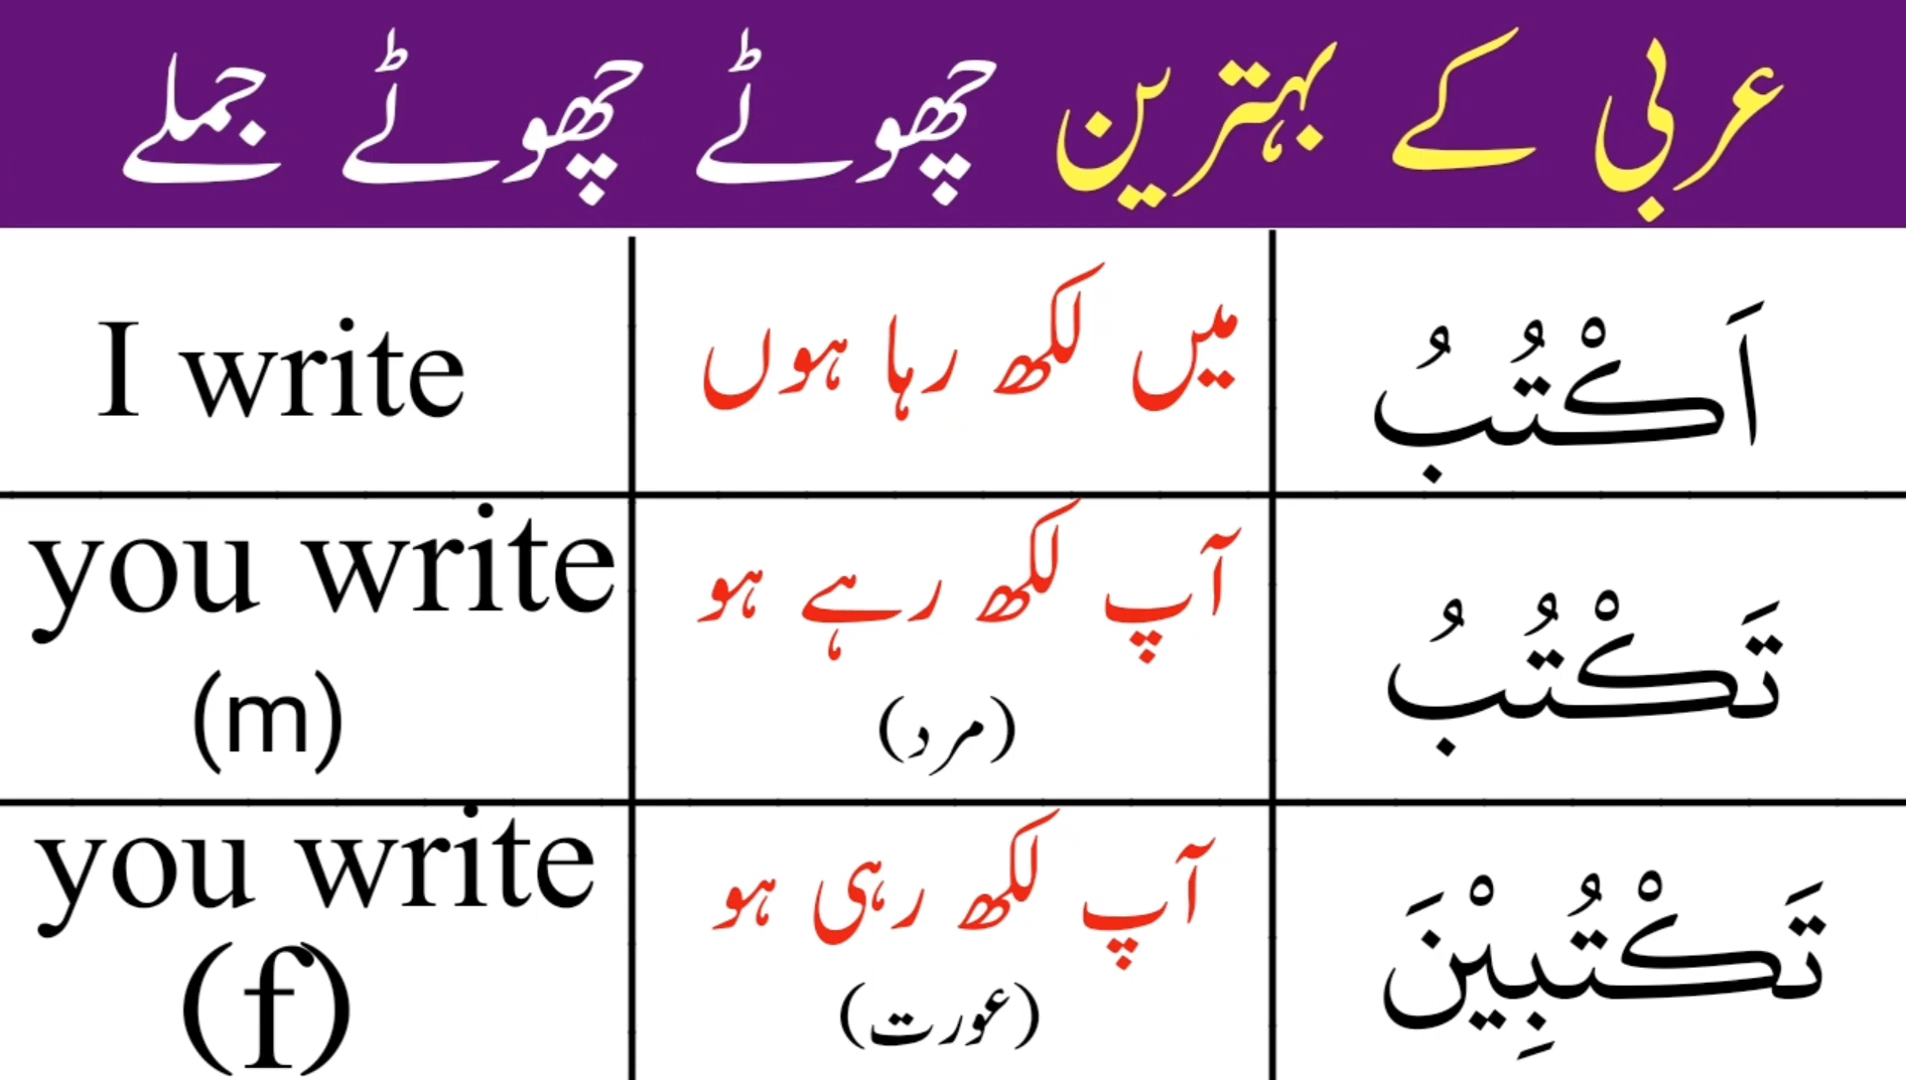 عربی کے بہترین چھوٹے چھوٹے جملے
I write
میں لکھ رہا ہوں
اَكْتُبُ
you write
(m)
آپ لکھ رہے ہو
(مرد)
تَكْتُبُ
you write
(f)
آپ لکھ رہی ہو
(عورت)
تَكْتُبِيْنَ